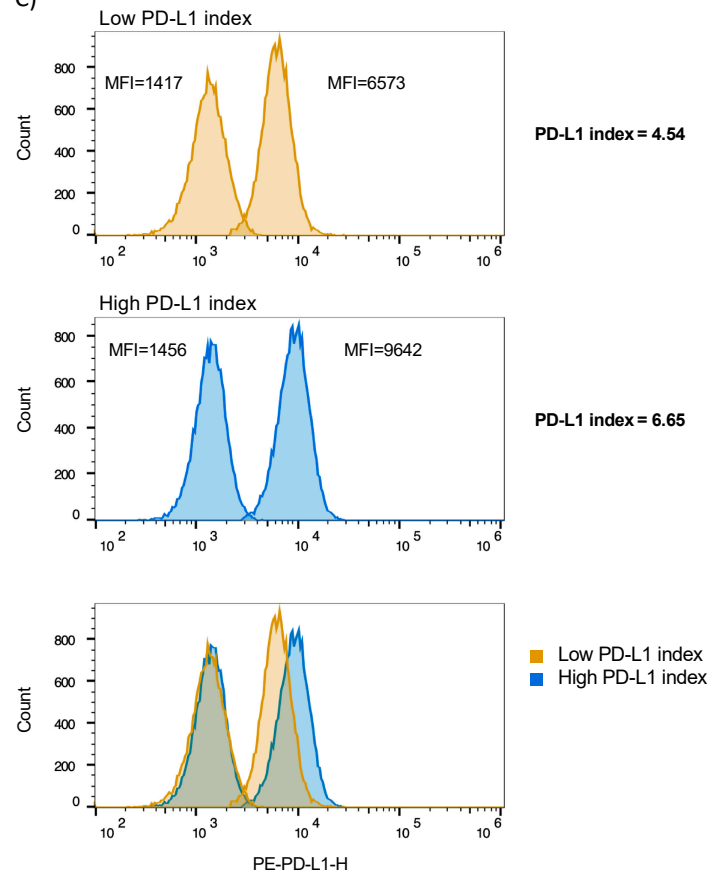 C)
Low PD-L1 index
800
600
400
200
0
Count
MFI=1417
MFI=6573
PD-L1 index = 4.54
10 2
10 3
10 4
10 5
10 6
High PD-L1 index
800
600
400
200
0
Count
MFI=1456
MFI=9642
PD-L1 index = 6.65
10 2
10 3
10 4
10 5
10 6
800
600
400
200
0
Count
Low PD-L1 index
High PD-L1 index
10 2
10 3
10 4
10 5
10 6
PE-PD-L1-H